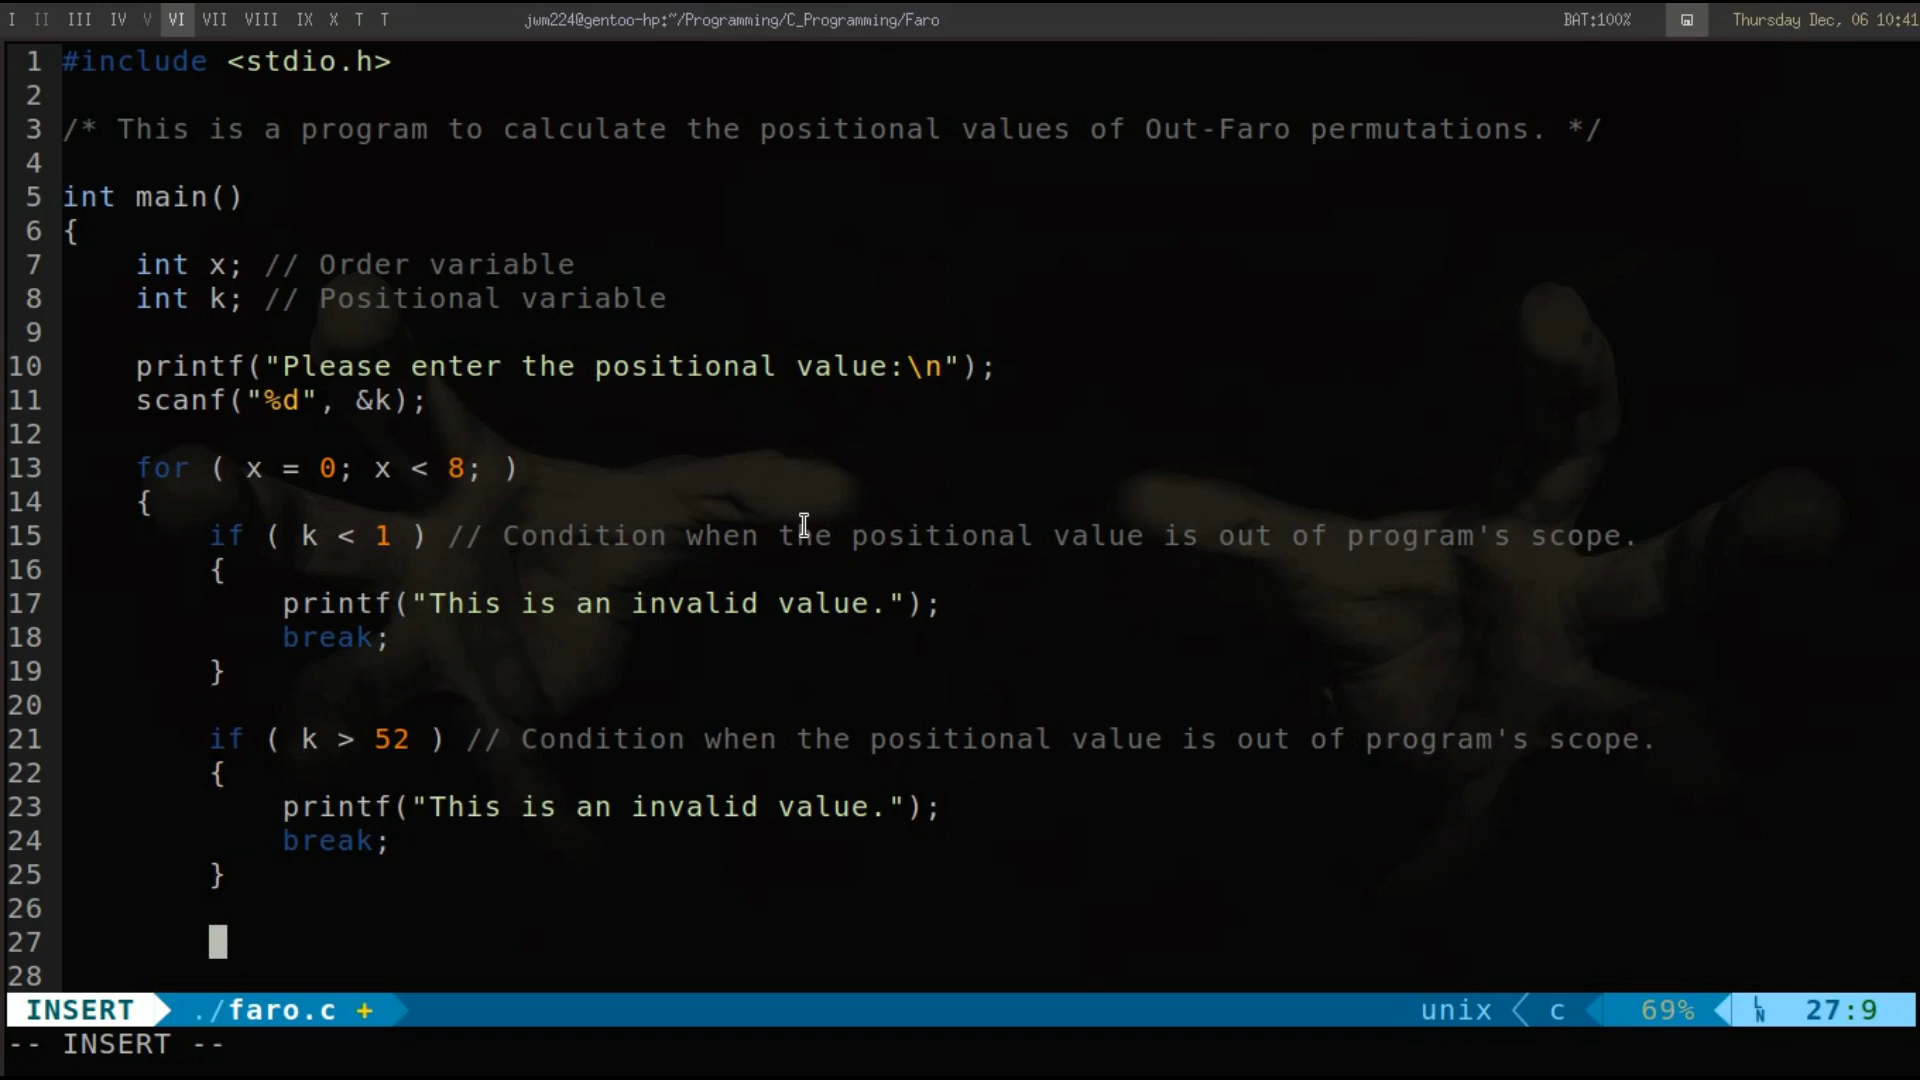 I II III IV V VI VII VIII IX X T T jwm224@gentoo-hp:~/Programming/C_Programming/Faro BAT:100% Thursday Dec, 06 10:41
1 #include <stdio.h>
2
3 /* This is a program to calculate the positional values of Out-Faro permutations. */
4
5 int main()
6 {
7 int x; // Order variable
8 int k; // Positional variable
9
10 printf("Please enter the positional value:\n");
11 scanf("%d", &k);
12
13 for ( x = 0; x < 8; )
14 {
15 if ( k < 1 ) // Condition when the positional value is out of program's scope.
16 {
17 printf("This is an invalid value.");
18 break;
19 }
20
21 if ( k > 52 ) // Condition when the positional value is out of program's scope.
22 {
23 printf("This is an invalid value.");
24 break;
25 }
26
27
28
INSERT ./faro.c + unix c 69% LN 27:9
-- INSERT --